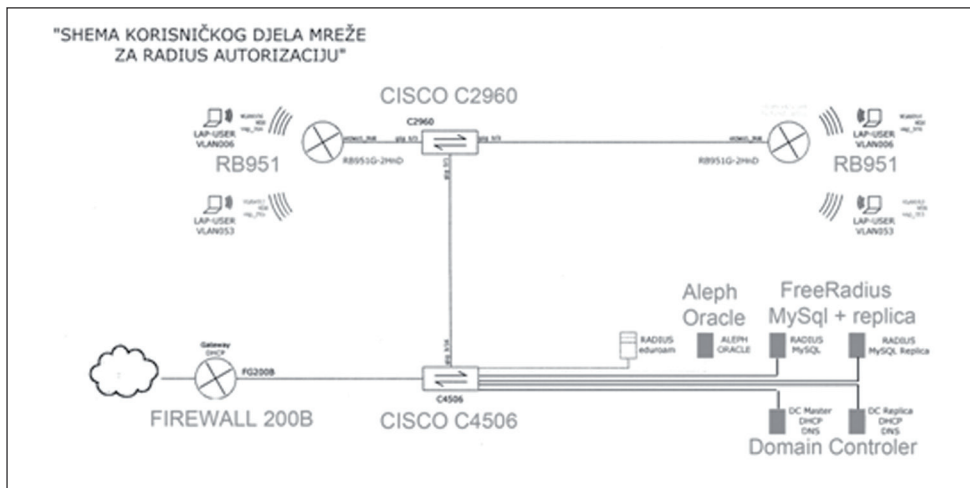 "SHEMA KORISNIČKOG DJELA MREŽE
ZA RADIUS AUTORIZACIJU"
CISCO C2960
C2960
LAP-USER
VLAN006
RB951
RB951G-2HnD
LAP-USER
VLAN006
RB951G-2HnD
RB951
LAP-USER
VLAN053
LAP-USER
VLAN053
Aleph
Oracle
FreeRadius
MySql + replica
RADIUS
eduroam
ALEPH
ORACLE
RADIUS
MySQL
RADIUS
MySQL Replica
Gateway
DHCP
FG200B
FIREWALL 200B
C4506
CISCO C4506
DC Master
DHCP
DNS
DC Replica
DHCP
DNS
Domain Controler